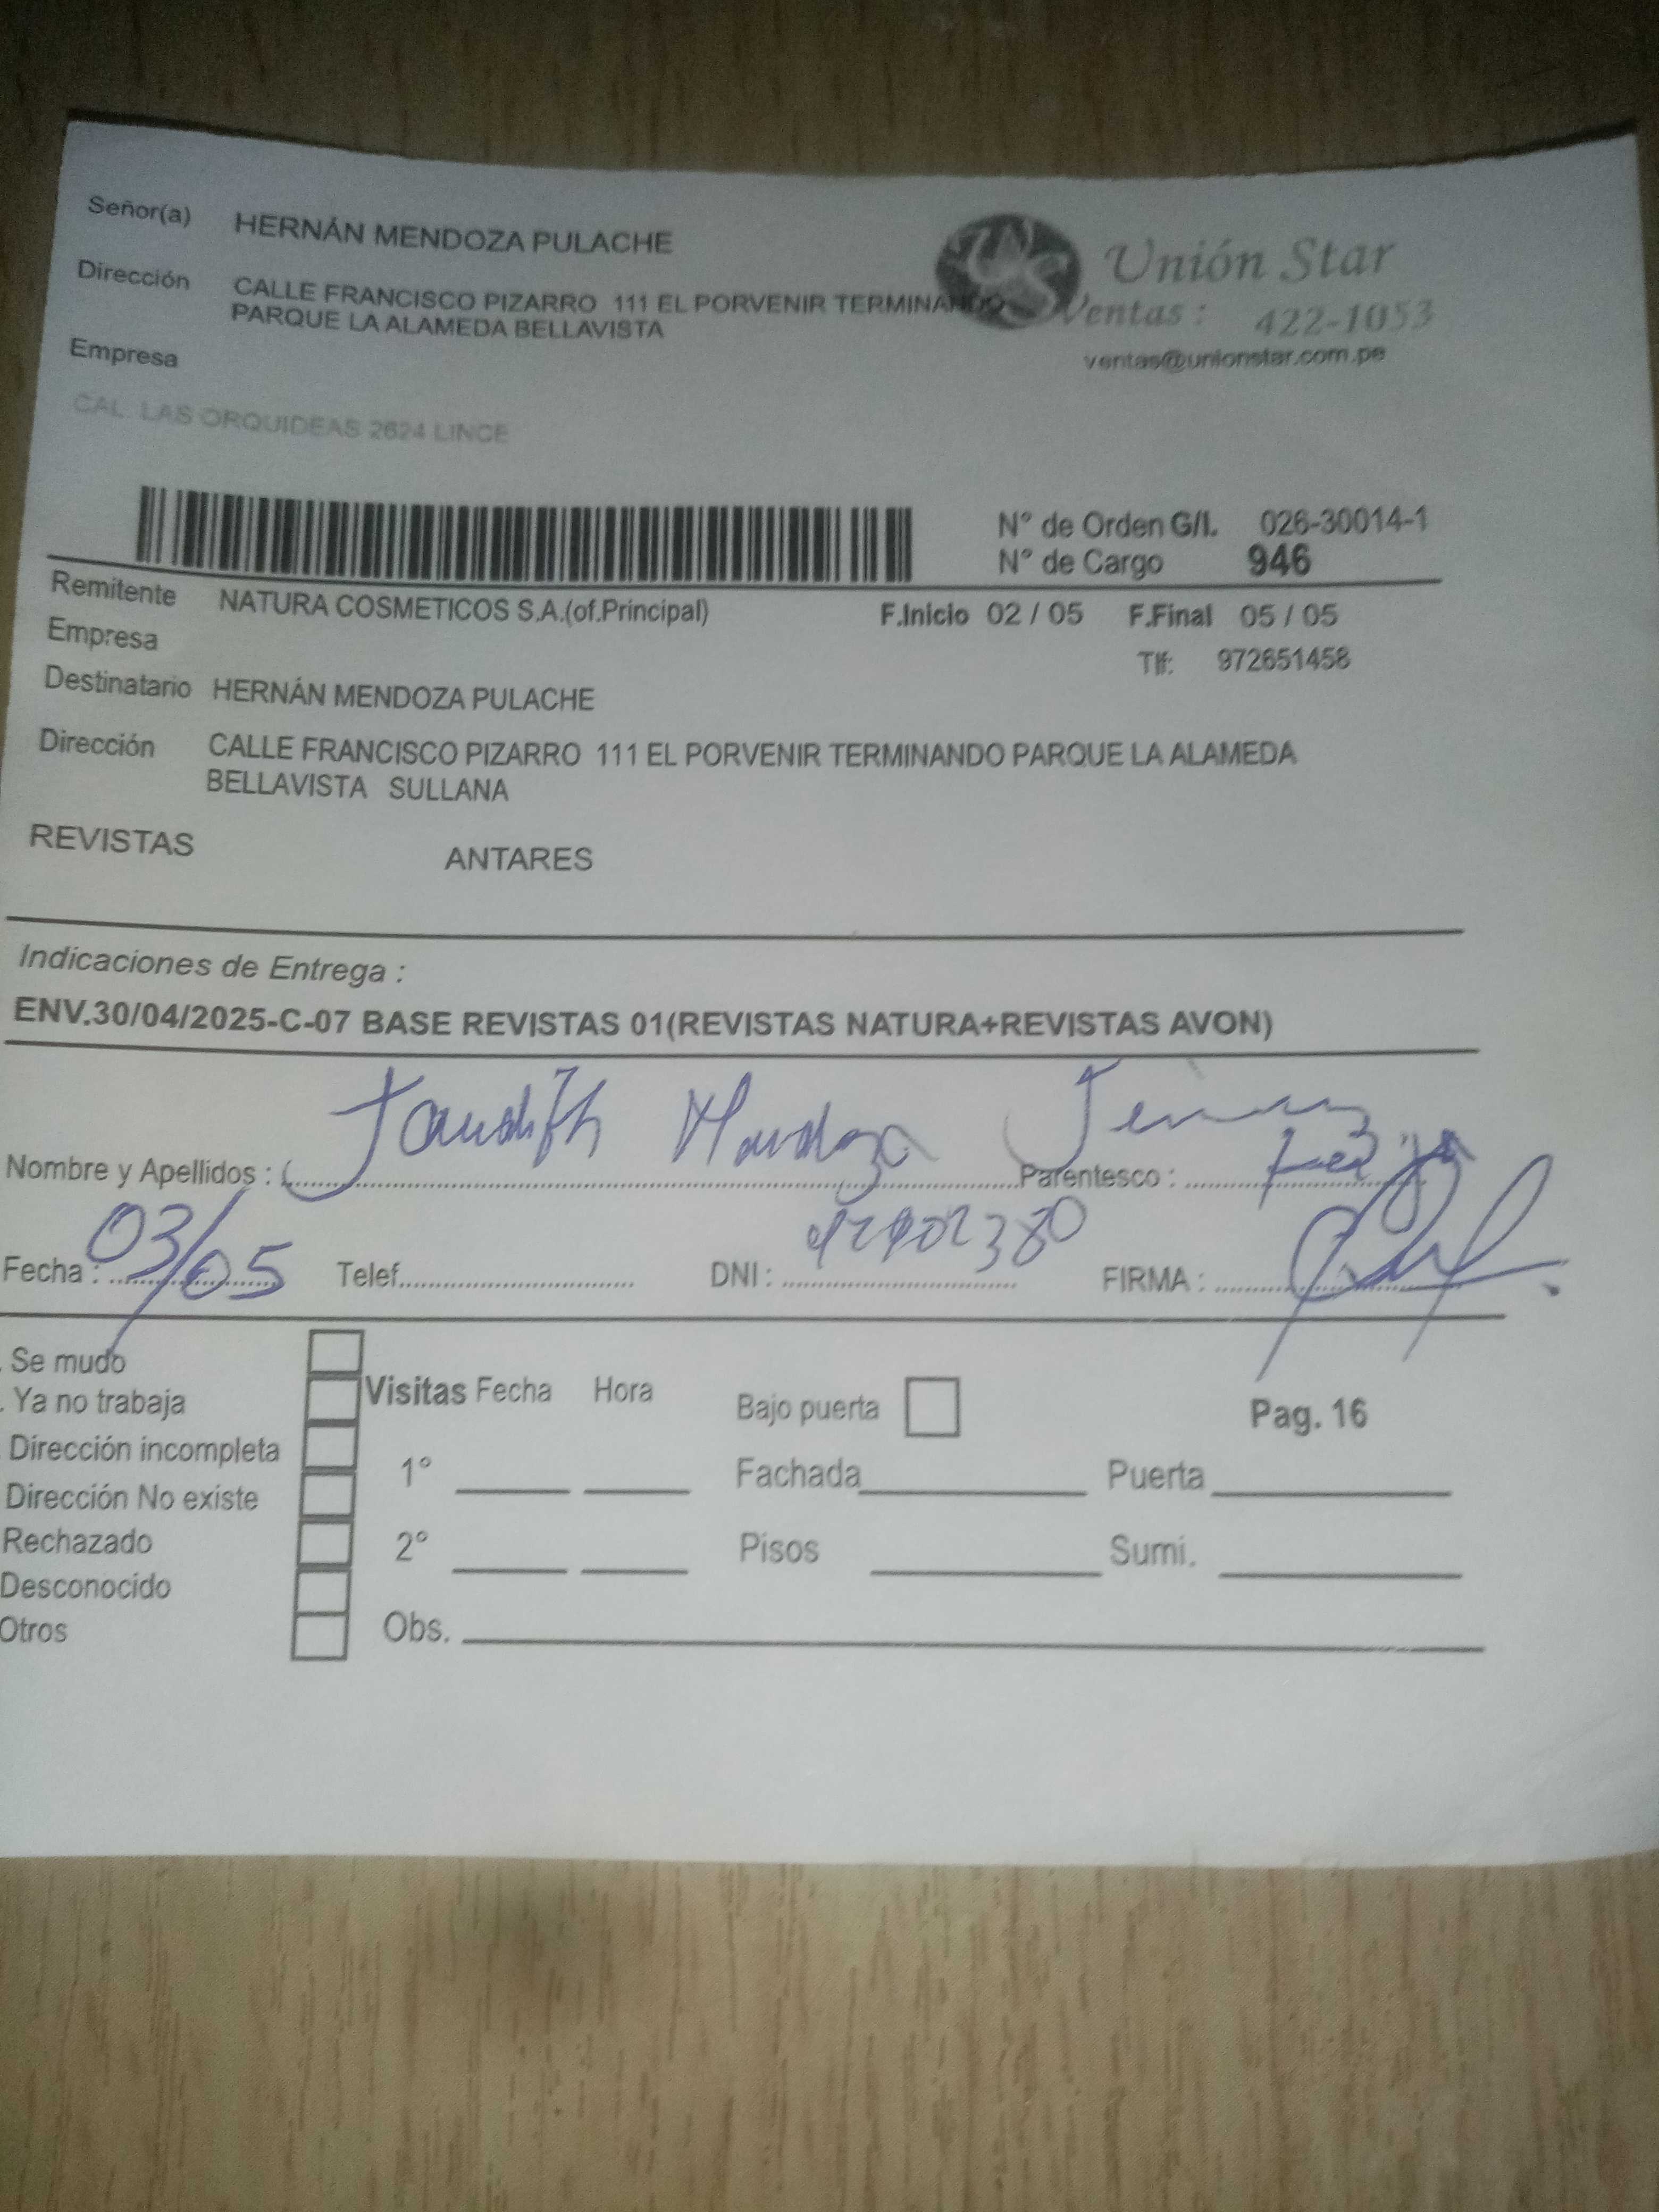 Señor(a) HERNÁN MENDOZA PULACHE
Unión Star
Dirección CALLE FRANCISCO PIZARRO 111 EL PORVENIR TERMINANDO
PARQUE LA ALAMEDA BELLAVISTA
Ventas : 422-1053
ventas@unionstar.com.pe
Empresa
CAL. LAS ORQUIDEAS 2624 LINCE
N° de Orden G/I. 026-30014-1
N° de Cargo 946
Remitente NATURA COSMETICOS S.A.(of.Principal) F.Inicio 02 / 05 F.Final 05 / 05
Empresa
Tlf: 972651458
Destinatario HERNÁN MENDOZA PULACHE
Dirección CALLE FRANCISCO PIZARRO 111 EL PORVENIR TERMINANDO PARQUE LA ALAMEDA
BELLAVISTA SULLANA
REVISTAS ANTARES
Indicaciones de Entrega :
ENV.30/04/2025-C-07 BASE REVISTAS 01(REVISTAS NATURA+REVISTAS AVON)
Nombre y Apellidos : Mendoza Parentesco :
Fecha : 03/05 Telef. DNI : FIRMA :
Se mudo
Ya no trabaja
Dirección incompleta
Dirección No existe
Rechazado
Desconocido
Otros
Visitas Fecha Hora
1°
2°
Obs.
Bajo puerta
Pag. 16
Fachada Puerta
Pisos Sumi.